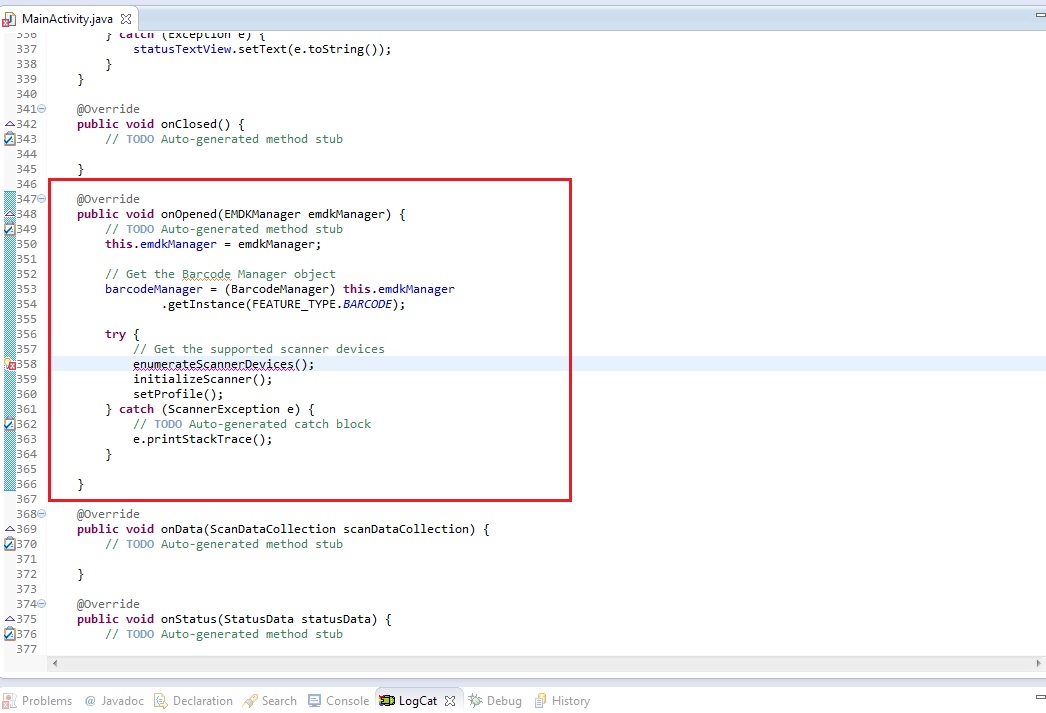 MainActivity.java
336 } catch (Exception e) {
337 statusTextView.setText(e.toString());
338 }
339 }
340
341 @Override
342 public void onClosed() {
343 // TODO Auto-generated method stub
344
345 }
346
347 @Override
348 public void onOpened(EMDKManager emdkManager) {
349 // TODO Auto-generated method stub
350 this.emdkManager = emdkManager;
351
352 // Get the Barcode Manager object
353 barcodeManager = (BarcodeManager) this.emdkManager
354 .getInstance(FEATURE_TYPE.BARCODE);
355
356 try {
357 // Get the supported scanner devices
358 enumerateScannerDevices();
359 initializeScanner();
360 setProfile();
361 } catch (ScannerException e) {
362 // TODO Auto-generated catch block
363 e.printStackTrace();
364 }
365
366 }
367
368 @Override
369 public void onData(ScanDataCollection scanDataCollection) {
370 // TODO Auto-generated method stub
371
372 }
373
374 @Override
375 public void onStatus(StatusData statusData) {
376 // TODO Auto-generated method stub
377
Problems @ Javadoc Declaration Search Console LogCat Debug History